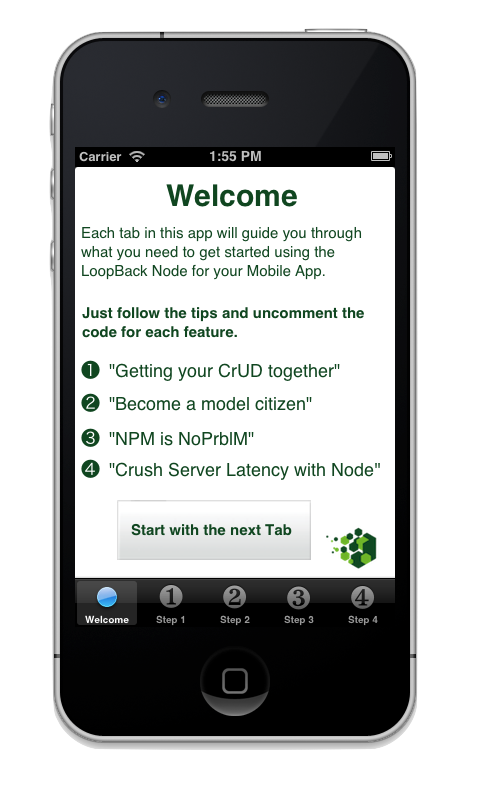 Carrier 1:55 PM
Welcome
Each tab in this app will guide you through
what you need to get started using the
LoopBack Node for your Mobile App.
Just follow the tips and uncomment the
code for each feature.
❶ "Getting your CrUD together"
❷ "Become a model citizen"
❸ "NPM is NoPrblM"
❹ "Crush Server Latency with Node"
Start with the next Tab
1 2 3 4
Welcome Step 1 Step 2 Step 3 Step 4